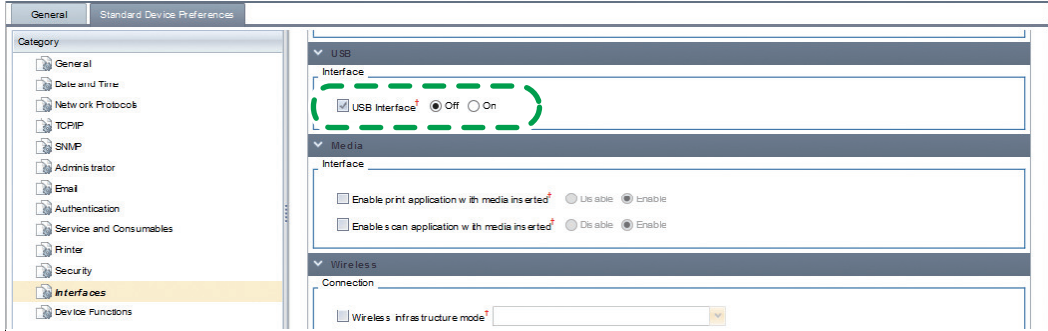 General Standard Device Preferences
Category
General
Date and Time
Network Protocols
TCP/IP
SNMP
Administrator
Email
Authentication
Service and Consumables
Printer
Security
Interfaces
Device Functions
USB
Interface
USB Interface† Off On
Media
Interface
Enable print application with media inserted† Disable Enable
Enable scan application with media inserted† Disable Enable
Wireless
Connection
Wireless infrastructure mode†